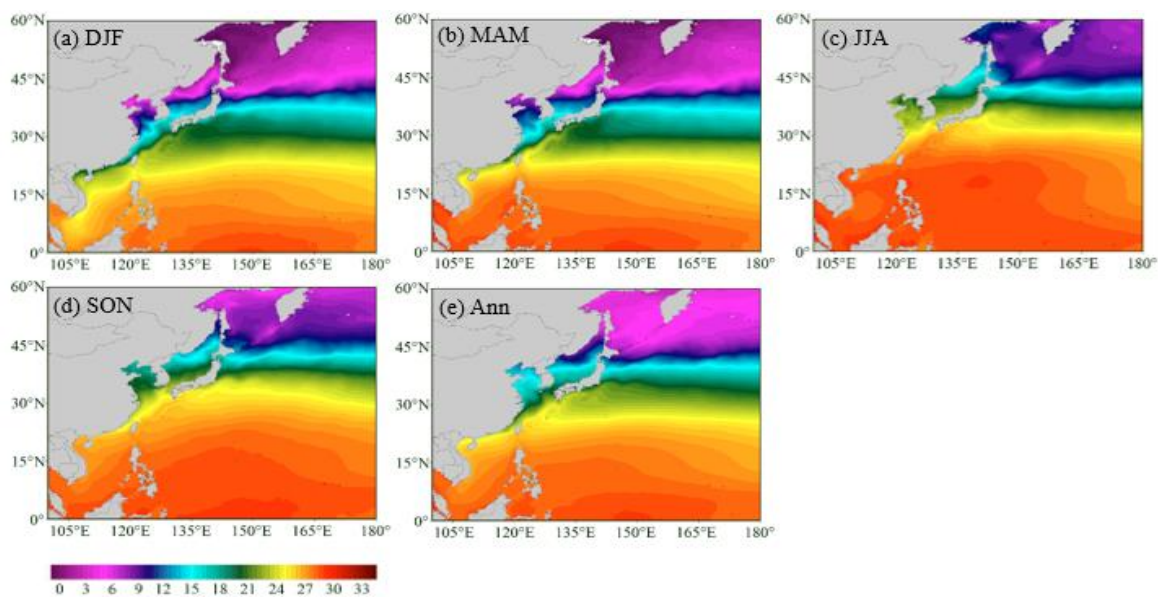 60°N (a) DJF
45°N
30°N
15°N
0°
105°E 120°E 135°E 150°E 165°E 180°
60°N (b) MAM
45°N
30°N
15°N
0°
105°E 120°E 135°E 150°E 165°E 180°
60°N (c) JJA
45°N
30°N
15°N
0°
105°E 120°E 135°E 150°E 165°E 180°
60°N (d) SON
45°N
30°N
15°N
0°
105°E 120°E 135°E 150°E 165°E 180°
60°N (e) Ann
45°N
30°N
15°N
0°
105°E 120°E 135°E 150°E 165°E 180°
0 3 6 9 12 15 18 21 24 27 30 33